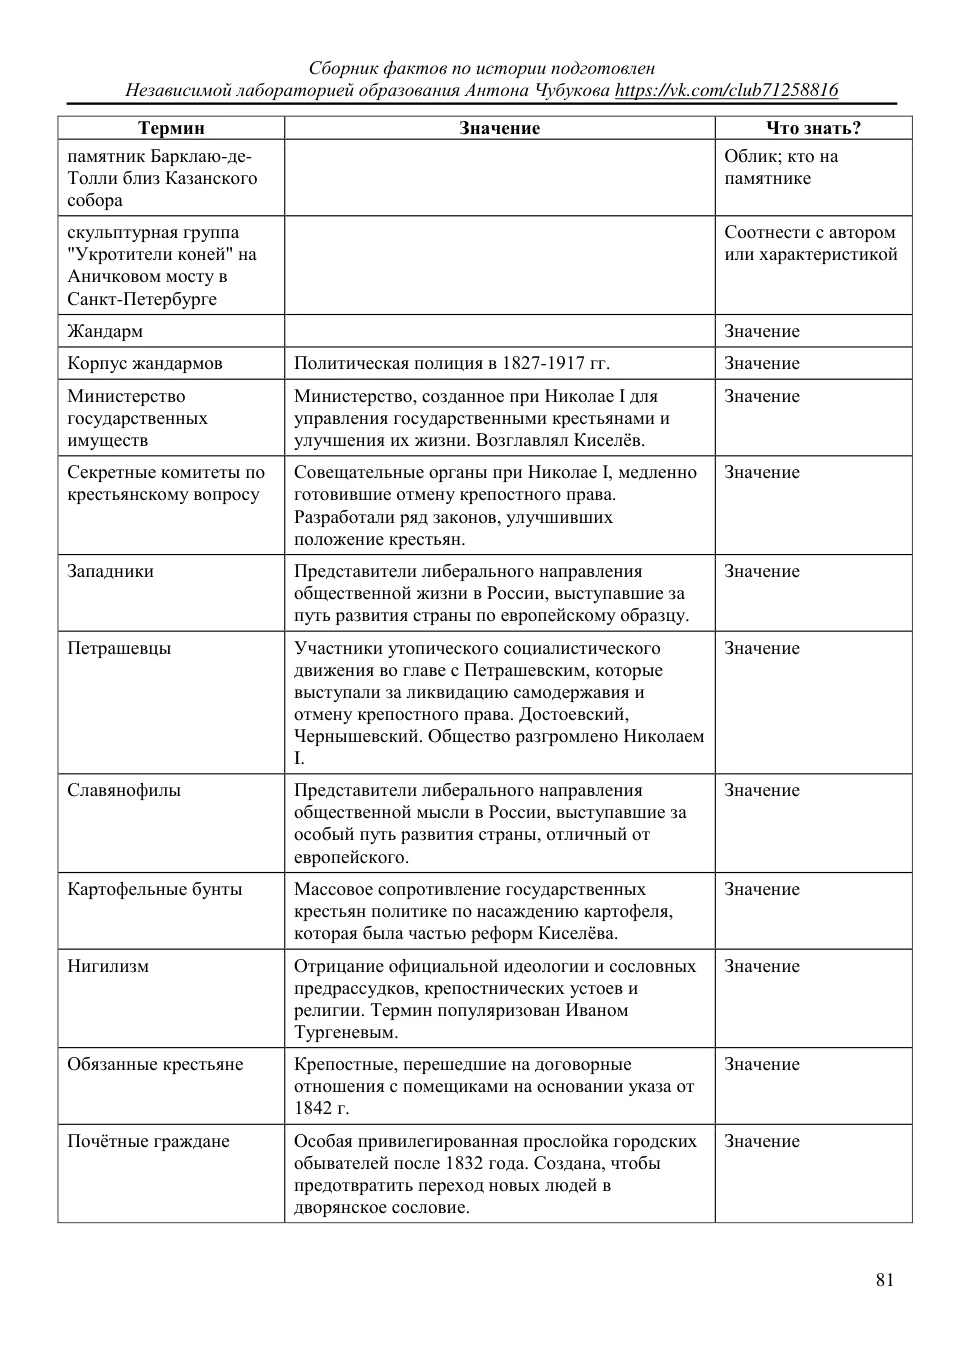 Сборник фактов по истории подготовлен
Независимой лабораторией образования Антона Чубукова https://vk.com/club71258816
Термин Значение Что знать?
памятник Барклаю-де-
Толли близ Казанского
собора
Облик; кто на
памятнике
скульптурная группа
"Укротители коней" на
Аничковом мосту в
Санкт-Петербурге
Соотнести с автором
или характеристикой
Жандарм
Значение
Корпус жандармов
Политическая полиция в 1827-1917 гг.
Значение
Министерство
государственных
имуществ
Министерство, созданное при Николае I для
управления государственными крестьянами и
улучшения их жизни. Возглавлял Киселёв.
Значение
Секретные комитеты по
крестьянскому вопросу
Совещательные органы при Николае I, медленно
готовившие отмену крепостного права.
Разработали ряд законов, улучшивших
положение крестьян.
Значение
Западники
Представители либерального направления
общественной жизни в России, выступавшие за
путь развития страны по европейскому образцу.
Значение
Петрашевцы
Участники утопического социалистического
движения во главе с Петрашевским, которые
выступали за ликвидацию самодержавия и
отмену крепостного права. Достоевский,
Чернышевский. Общество разгромлено Николаем
I.
Значение
Славянофилы
Представители либерального направления
общественной мысли в России, выступавшие за
особый путь развития страны, отличный от
европейского.
Значение
Картофельные бунты
Массовое сопротивление государственных
крестьян политике по насаждению картофеля,
которая была частью реформ Киселёва.
Значение
Нигилизм
Отрицание официальной идеологии и сословных
предрассудков, крепостнических устоев и
религии. Термин популяризован Иваном
Тургеневым.
Значение
Обязанные крестьяне
Крепостные, перешедшие на договорные
отношения с помещиками на основании указа от
1842 г.
Значение
Почётные граждане
Особая привилегированная прослойка городских
обывателей после 1832 года. Создана, чтобы
предотвратить переход новых людей в
дворянское сословие.
Значение
81